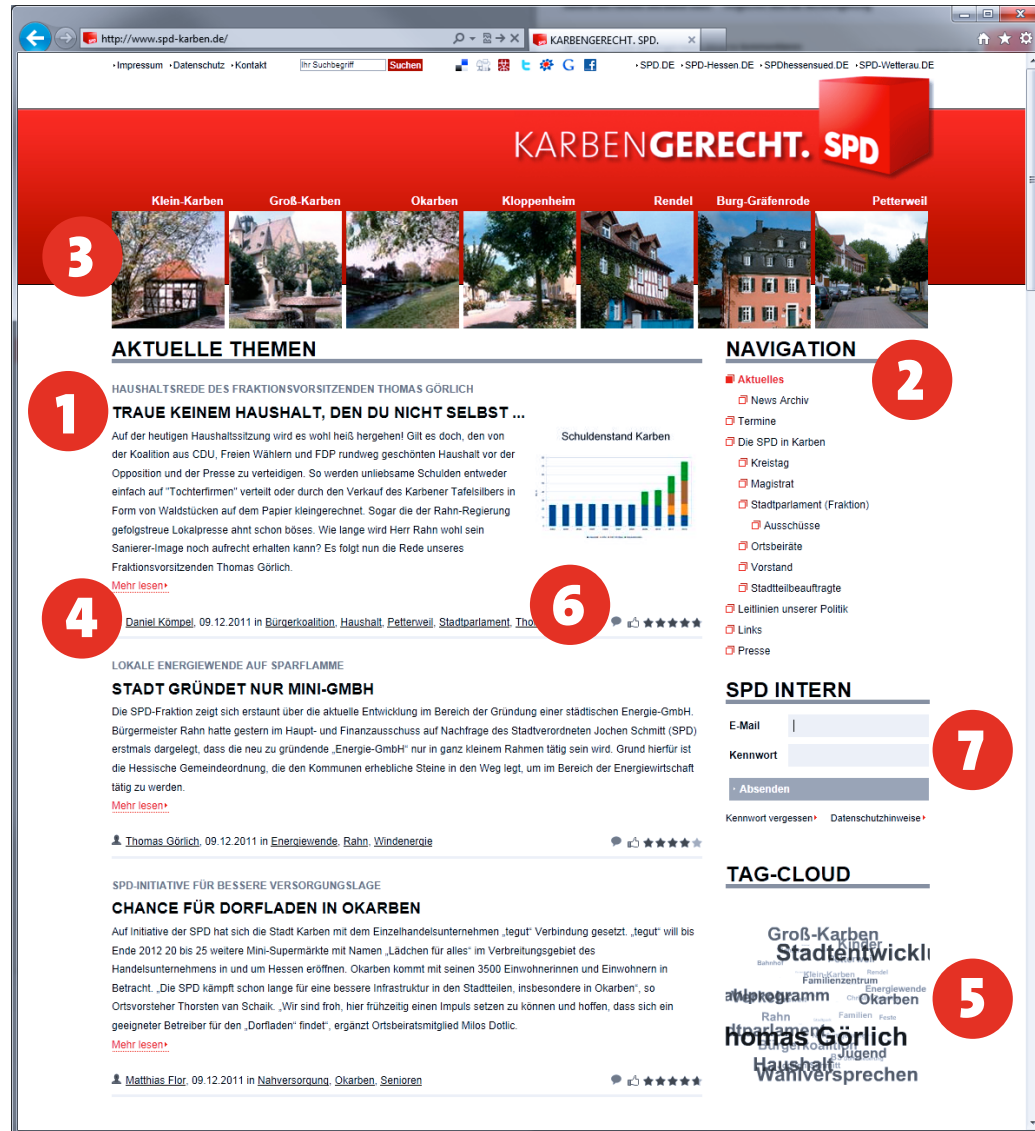 http://www.spd-karben.de/
KARBENGERECHT. SPD.
Impressum Datenschutz Kontakt
Ihr Suchbegriff Suchen
SPD.DE SPD-Hessen.DE SPDhessensued.DE SPD-Wetterau.DE
KARBENGERECHT. SPD
Klein-Karben Groß-Karben Okarben Kloppenheim Rendel Burg-Gräfenrode Petterweil
3
AKTUELLE THEMEN
1
HAUSHALTSREDE DES FRAKTIONSVORSITZENDEN THOMAS GÖRLICH
TRAUE KEINEM HAUSHALT, DEN DU NICHT SELBST ...
Auf der heutigen Haushaltssitzung wird es wohl heiß hergehen! Gilt es doch, den von
der Koalition aus CDU, Freien Wählern und FDP rundweg geschönten Haushalt vor der
Opposition und der Presse zu verteidigen. So werden unliebsame Schulden entweder
einfach auf "Tochterfirmen" verteilt oder durch den Verkauf des Karbener Tafelsilbers in
Form von Waldstücken auf dem Papier kleingerechnet. Sogar die der Rahn-Regierung
gefolgstreue Lokalpresse ahnt schon böses. Wie lange wird Herr Rahn wohl sein
Sanierer-Image noch aufrecht erhalten kann? Es folgt nun die Rede unseres
Fraktionsvorsitzenden Thomas Görlich.
Mehr lesen
Schuldenstand Karben
4
6
Daniel Kömpel, 09.12.2011 in Bürgerkoalition, Haushalt, Petterweil, Stadtparlament, Tho
LOKALE ENERGIEWENDE AUF SPARFLAMME
STADT GRÜNDET NUR MINI-GMBH
Die SPD-Fraktion zeigt sich erstaunt über die aktuelle Entwicklung im Bereich der Gründung einer städtischen Energie-GmbH.
Bürgermeister Rahn hatte gestern im Haupt- und Finanzausschuss auf Nachfrage des Stadtverordneten Jochen Schmitt (SPD)
erstmals dargelegt, dass die neu zu gründende „Energie-GmbH“ nur in ganz kleinem Rahmen tätig sein wird. Grund hierfür ist
die Hessische Gemeindeordnung, die den Kommunen erhebliche Steine in den Weg legt, um im Bereich der Energiewirtschaft
tätig zu werden.
Mehr lesen
Thomas Görlich, 09.12.2011 in Energiewende, Rahn, Windenergie
SPD-INITIATIVE FÜR BESSERE VERSORGUNGSLAGE
CHANCE FÜR DORFLADEN IN OKARBEN
Auf Initiative der SPD hat sich die Stadt Karben mit dem Einzelhandelsunternehmen „tegut“ Verbindung gesetzt. „tegut“ will bis
Ende 2012 20 bis 25 weitere Mini-Supermärkte mit Namen „Lädchen für alles“ im Verbreitungsgebiet des
Handelsunternehmens in und um Hessen eröffnen. Okarben kommt mit seinen 3500 Einwohnerinnen und Einwohnern in
Betracht. „Die SPD kämpft schon lange für eine bessere Infrastruktur in den Stadtteilen, insbesondere in Okarben“, so
Ortsvorsteher Thorsten van Schaik. „Wir sind froh, hier frühzeitig einen Impuls setzen zu können und hoffen, dass sich ein
geeigneter Betreiber für den „Dorfladen“ findet“, ergänzt Ortsbeiratsmitglied Milos Dotlic.
Mehr lesen
Matthias Flor, 09.12.2011 in Nahversorgung, Okarben, Senioren
NAVIGATION
2
Aktuelles
News Archiv
Termine
Die SPD in Karben
Kreistag
Magistrat
Stadtparlament (Fraktion)
Ausschüsse
Ortsbeiräte
Vorstand
Stadtteilbeauftragte
Leitlinien unserer Politik
Links
Presse
SPD INTERN
E-Mail
Kennwort
7
Absenden
Kennwort vergessen Datenschutzhinweise
TAG-CLOUD
Groß-Karben
Kinder
Stadtentwicklu
Bahnhof
Klein-Karben Rendel
Familienzentrum
Energiewende
ahlprogramm
Okarben
5
Rahn Familien Feste
dtparlament
homas Görlich
Bürgerkoalition
Jugend
Haushalt
Wahlversprechen